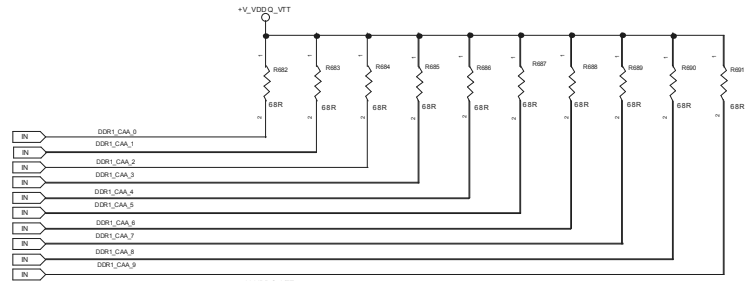 +V_VDDQ_VTT
1 1 1 1 1 1 1 1 1 1
R682 R683 R684 R685 R686 R687 R688 R689 R690 R691
68R 68R 68R 68R 68R 68R 68R 68R 68R 68R
2 2 2 2 2 2 2 2 2 2
IN DDR1_CAA_0
IN DDR1_CAA_1
IN DDR1_CAA_2
IN DDR1_CAA_3
IN DDR1_CAA_4
IN DDR1_CAA_5
IN DDR1_CAA_6
IN DDR1_CAA_7
IN DDR1_CAA_8
IN DDR1_CAA_9